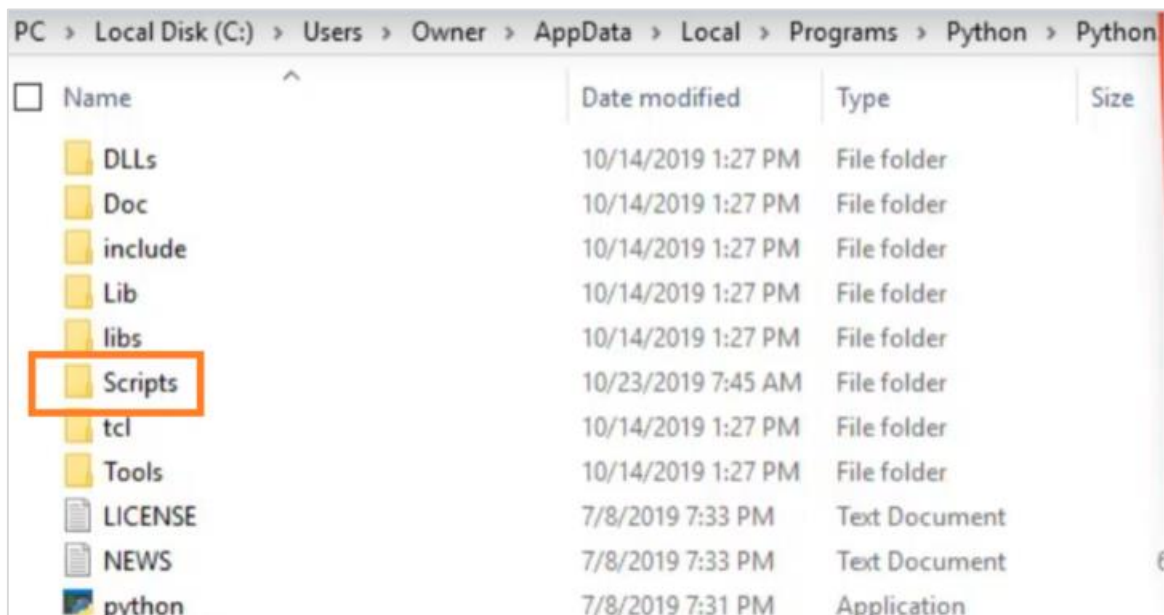 PC > Local Disk (C:) > Users > Owner > AppData > Local > Programs > Python > Python
Name Date modified Type Size
DLLs 10/14/2019 1:27 PM File folder
Doc 10/14/2019 1:27 PM File folder
include 10/14/2019 1:27 PM File folder
Lib 10/14/2019 1:27 PM File folder
libs 10/14/2019 1:27 PM File folder
Scripts 10/23/2019 7:45 AM File folder
tcl 10/14/2019 1:27 PM File folder
Tools 10/14/2019 1:27 PM File folder
LICENSE 7/8/2019 7:33 PM Text Document
NEWS 7/8/2019 7:33 PM Text Document
python 7/8/2019 7:31 PM Application